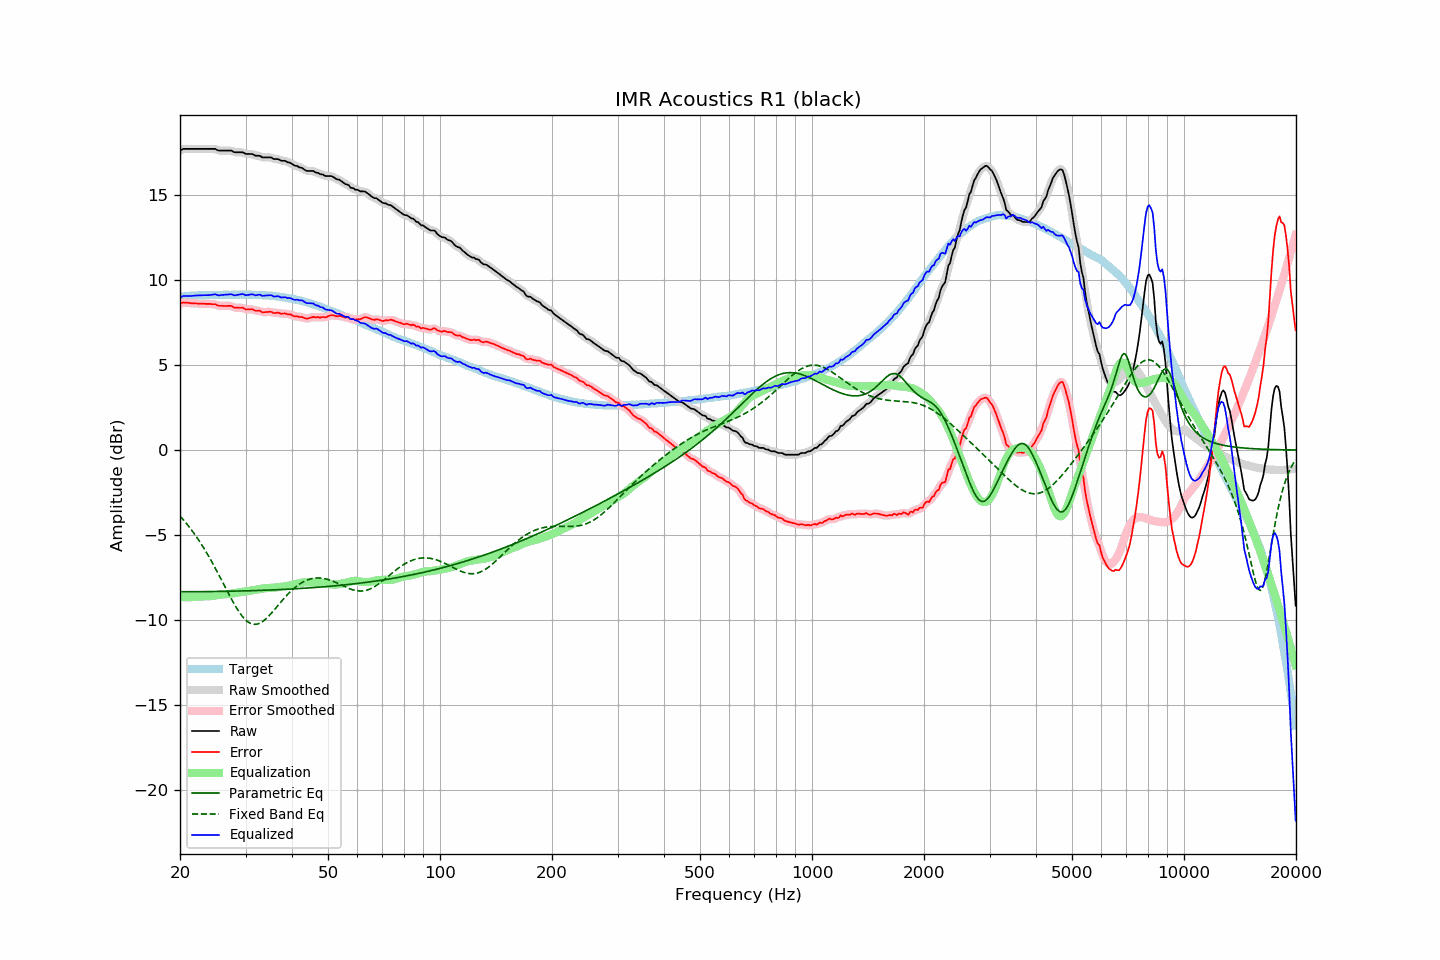 IMR Acoustics R1 (black)
Amplitude (dBr)
15
10
5
0
−5
−10
−15
−20
Target
Raw Smoothed
Error Smoothed
Raw
Error
Equalization
Parametric Eq
Fixed Band Eq
Equalized
20 50 100 200 500 1000 2000 5000 10000 20000
Frequency (Hz)